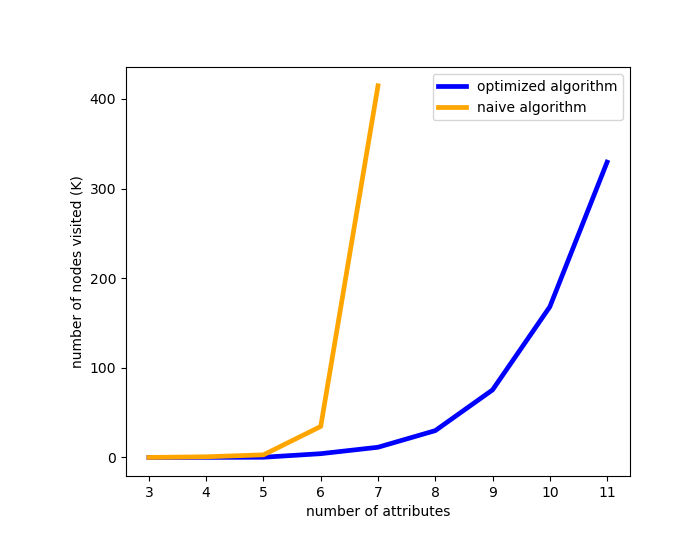 optimized algorithm
naive algorithm
number of nodes visited (K)
400
300
200
100
0
3 4 5 6 7 8 9 10 11
number of attributes